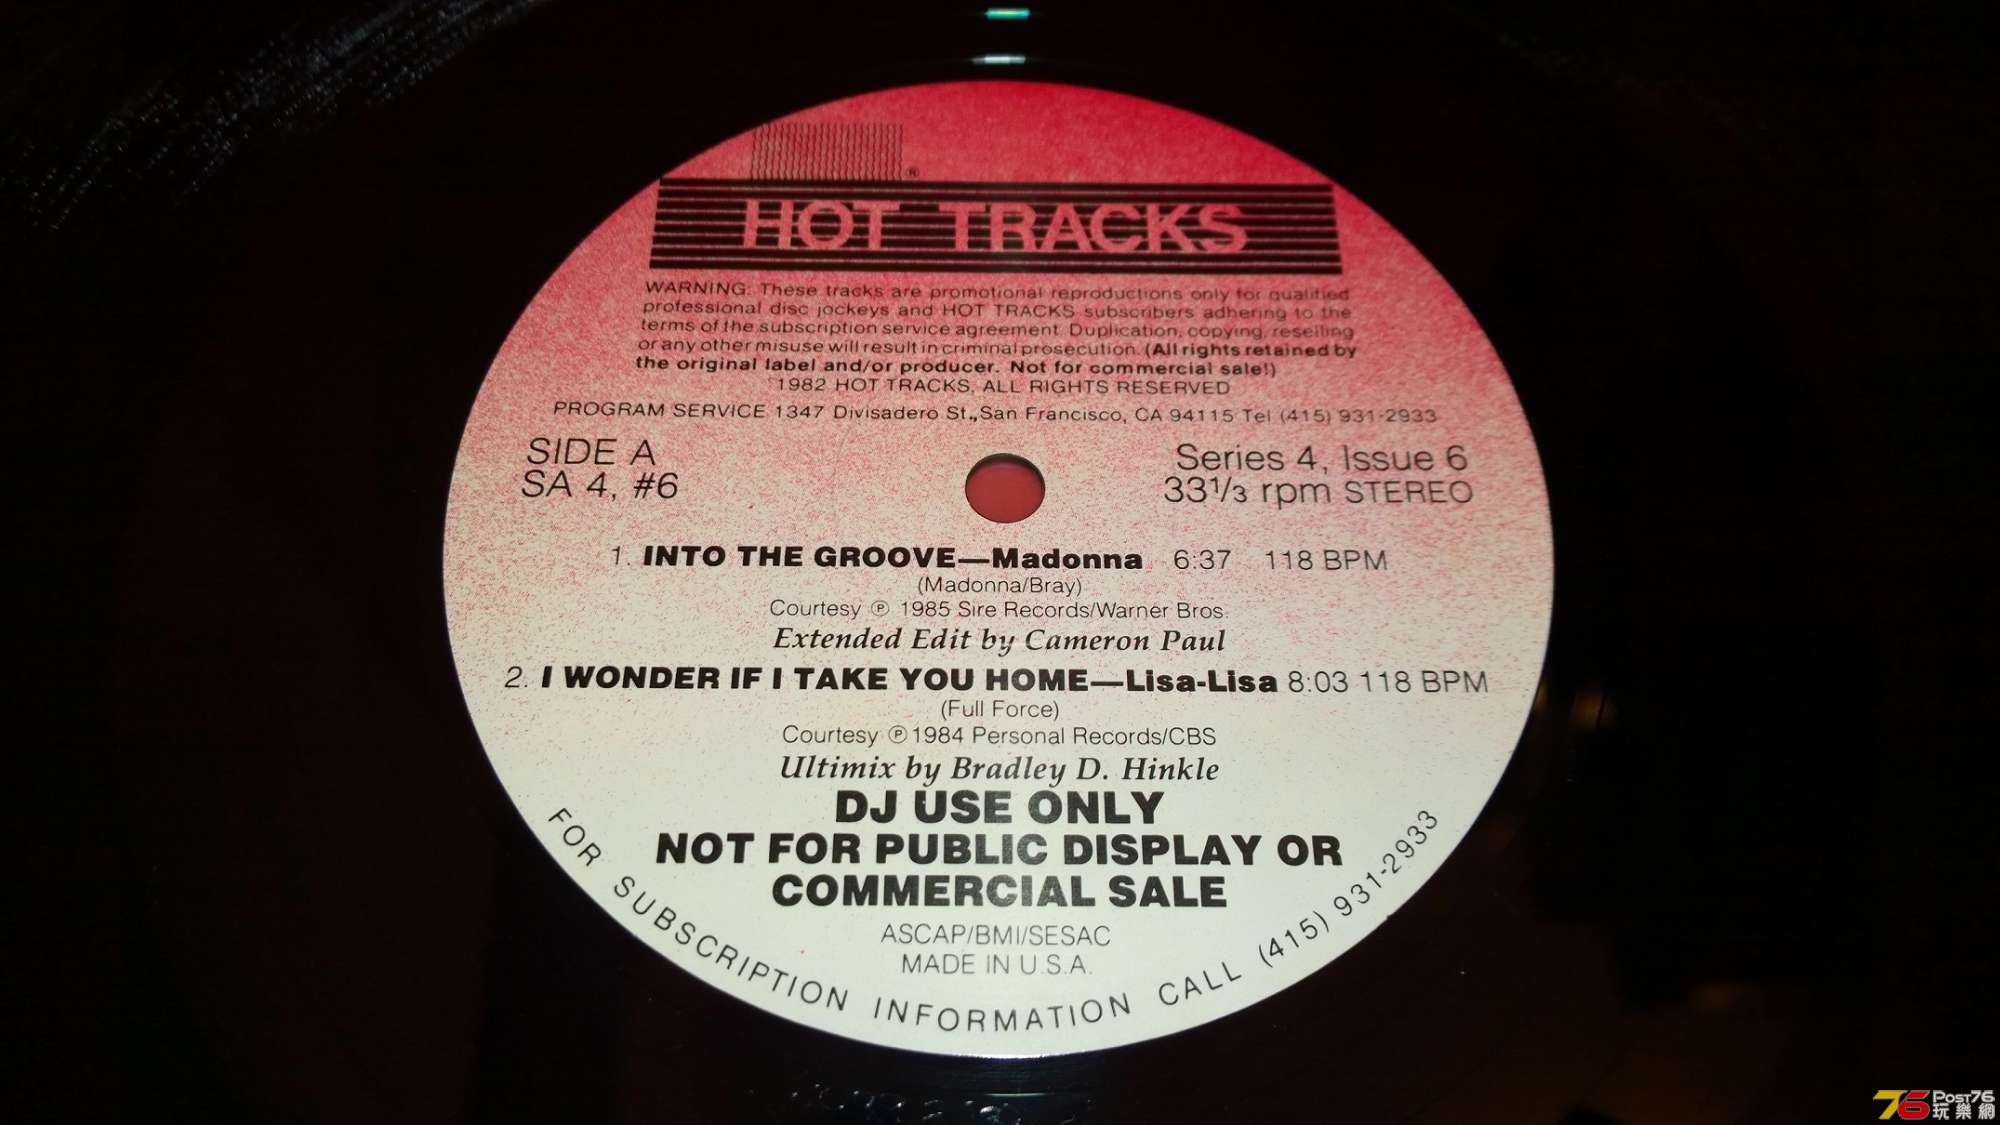 ®
HOT TRACKS
WARNING: These tracks are promotional reproductions only for qualified
professional disc jockeys and HOT TRACKS subscribers adhering to the
terms of the subscription service agreement. Duplication, copying, reselling
or any other misuse will result in criminal prosecution. (All rights retained by
the original label and/or producer. Not for commercial sale!)
1982 HOT TRACKS, ALL RIGHTS RESERVED
PROGRAM SERVICE 1347 Divisadero St., San Francisco, CA 94115 Tel (415) 931-2933
SIDE A
SA 4, #6
Series 4, Issue 6
33⅓ rpm STEREO
1. INTO THE GROOVE—Madonna 6:37 118 BPM
(Madonna/Bray)
Courtesy ℗ 1985 Sire Records/Warner Bros.
Extended Edit by Cameron Paul
2. I WONDER IF I TAKE YOU HOME—Lisa-Lisa 8:03 118 BPM
(Full Force)
Courtesy ℗ 1984 Personal Records/CBS
Ultimix by Bradley D. Hinkle
DJ USE ONLY
NOT FOR PUBLIC DISPLAY OR
COMMERCIAL SALE
ASCAP/BMI/SESAC
MADE IN U.S.A.
FOR SUBSCRIPTION INFORMATION CALL (415) 931-2933
76 Post76
玩樂網